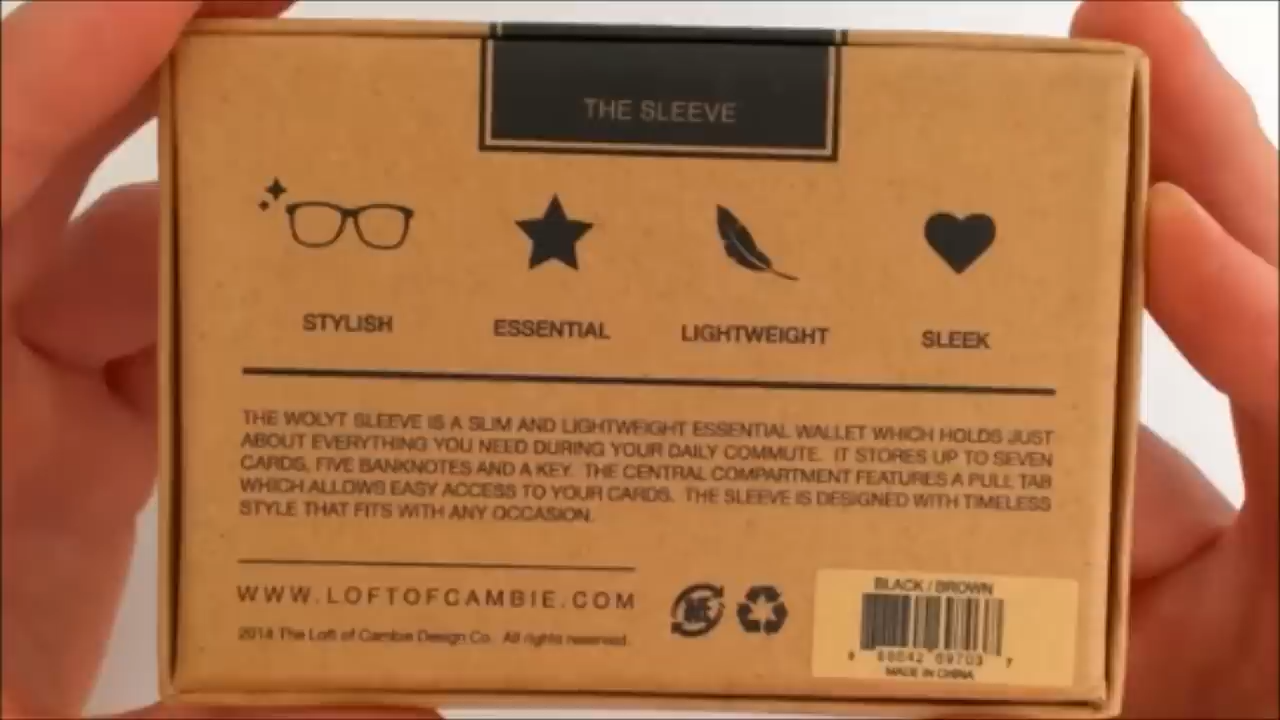 THE SLEEVE
STYLISH
ESSENTIAL
LIGHTWEIGHT
SLEEK
THE WOLYT SLEEVE IS A SLIM AND LIGHTWEIGHT ESSENTIAL WALLET WHICH HOLDS JUST
ABOUT EVERYTHING YOU NEED DURING YOUR DAILY COMMUTE. IT STORES UP TO SEVEN
CARDS, FIVE BANKNOTES AND A KEY. THE CENTRAL COMPARTMENT FEATURES A PULL TAB
WHICH ALLOWS EASY ACCESS TO YOUR CARDS. THE SLEEVE IS DESIGNED WITH TIMELESS
STYLE THAT FITS WITH ANY OCCASION.
WWW.LOFTOFCAMBIE.COM
2014 The Loft of Cambie Design Co. All rights reserved.
BLACK / BROWN
MADE IN CHINA